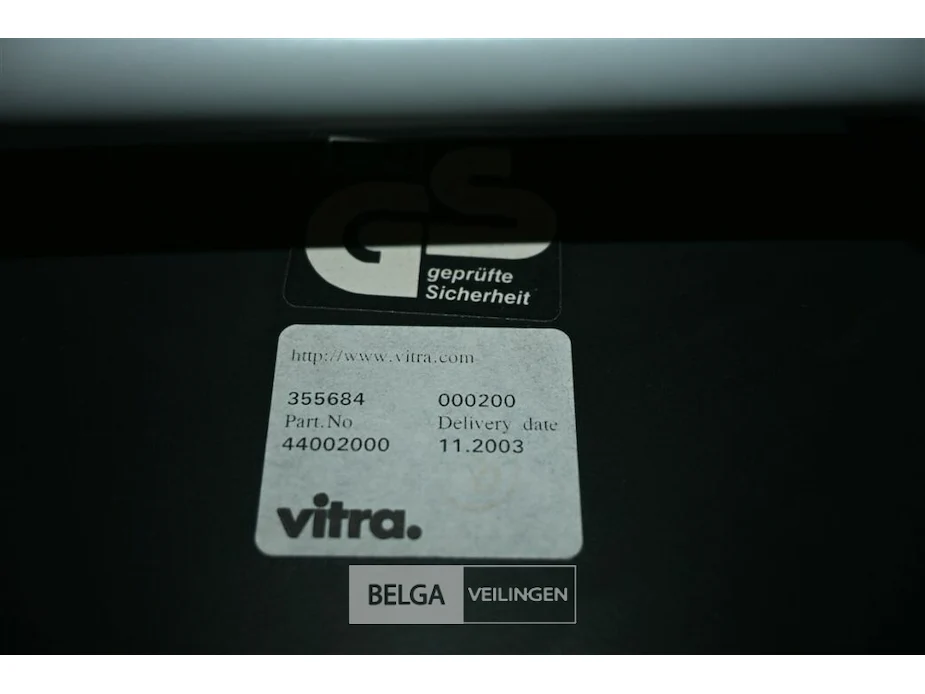 GS
geprüfte
Sicherheit
http://www.vitra.com
355684 000200
Part.No Delivery date
44002000 11.2003
vitra.
BELGA VEILINGEN